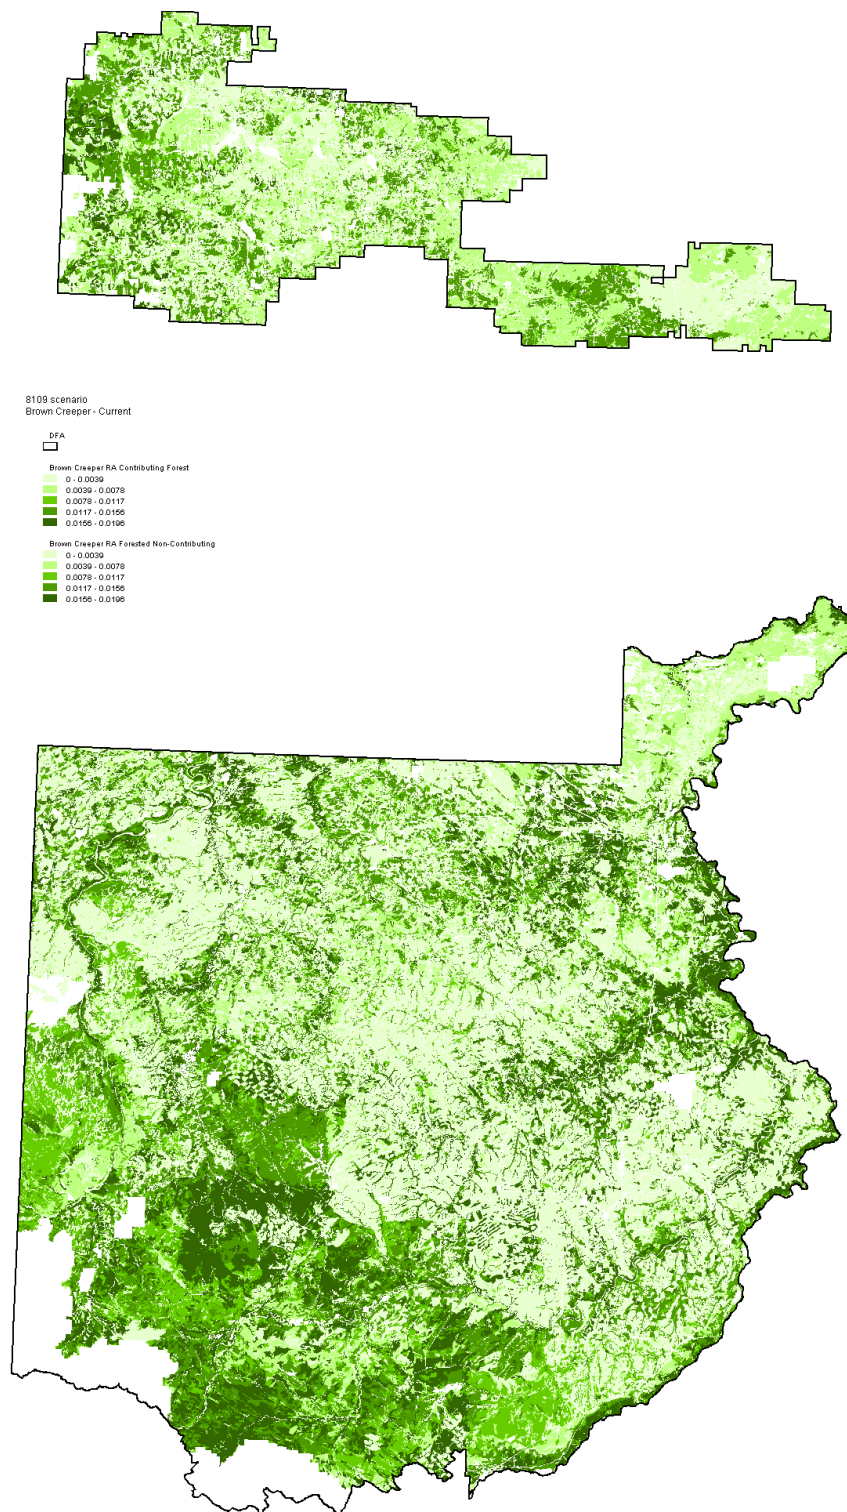 8109 scenario
Brown Creeper - Current
DFA
Brown Creeper RA Contributing Forest
0 - 0.0039
0.0039 - 0.0078
0.0078 - 0.0117
0.0117 - 0.0156
0.0156 - 0.0196
Brown Creeper RA Forested Non-Contributing
0 - 0.0039
0.0039 - 0.0078
0.0078 - 0.0117
0.0117 - 0.0156
0.0156 - 0.0196